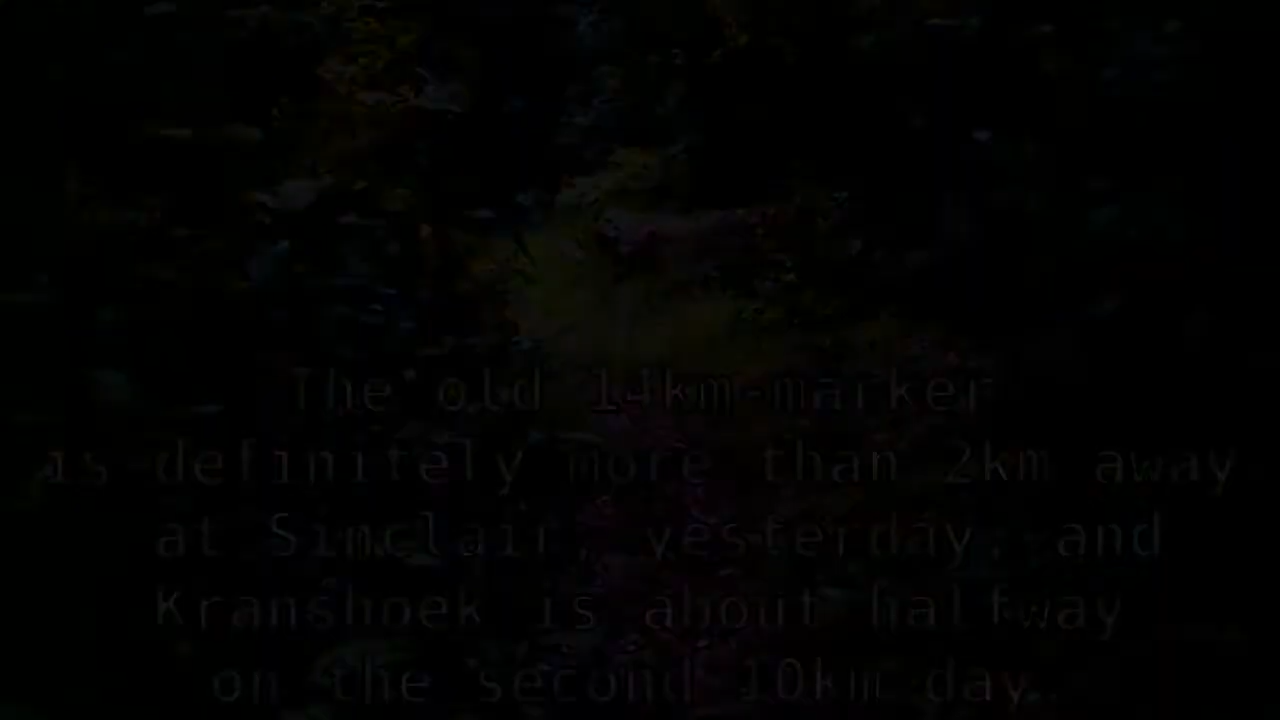 The old 14km-marker
is definitely more than 2km away
at Sinclair, yesterday, and
Kranshoek is about halfway
on the second 10km day.